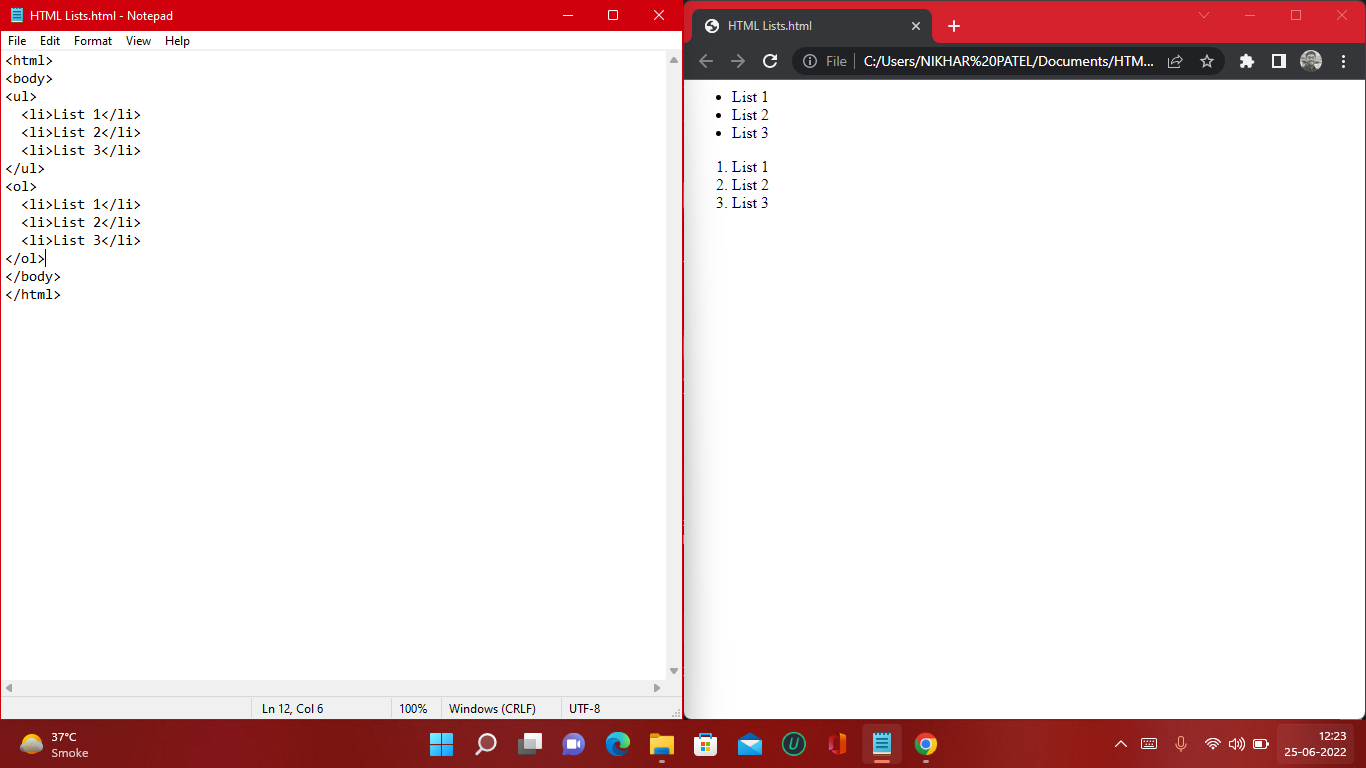 HTML Lists.html - Notepad
File Edit Format View Help
<html>
<body>
<ul>
  <li>List 1</li>
  <li>List 2</li>
  <li>List 3</li>
</ul>
<ol>
  <li>List 1</li>
  <li>List 2</li>
  <li>List 3</li>
</ol>
</body>
</html>
Ln 12, Col 6 100% Windows (CRLF) UTF-8
HTML Lists.html
File C:/Users/NIKHAR%20PATEL/Documents/HTM...
• List 1
• List 2
• List 3
1. List 1
2. List 2
3. List 3
37°C
Smoke
12:23
25-06-2022